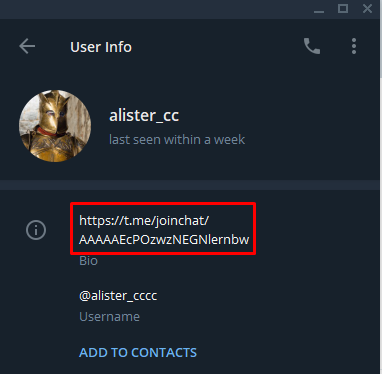 User Info
alister_cc
last seen within a week
https://t.me/joinchat/
AAAAAEcPOzwzNEGNlernbw
Bio
@alister_cccc
Username
ADD TO CONTACTS